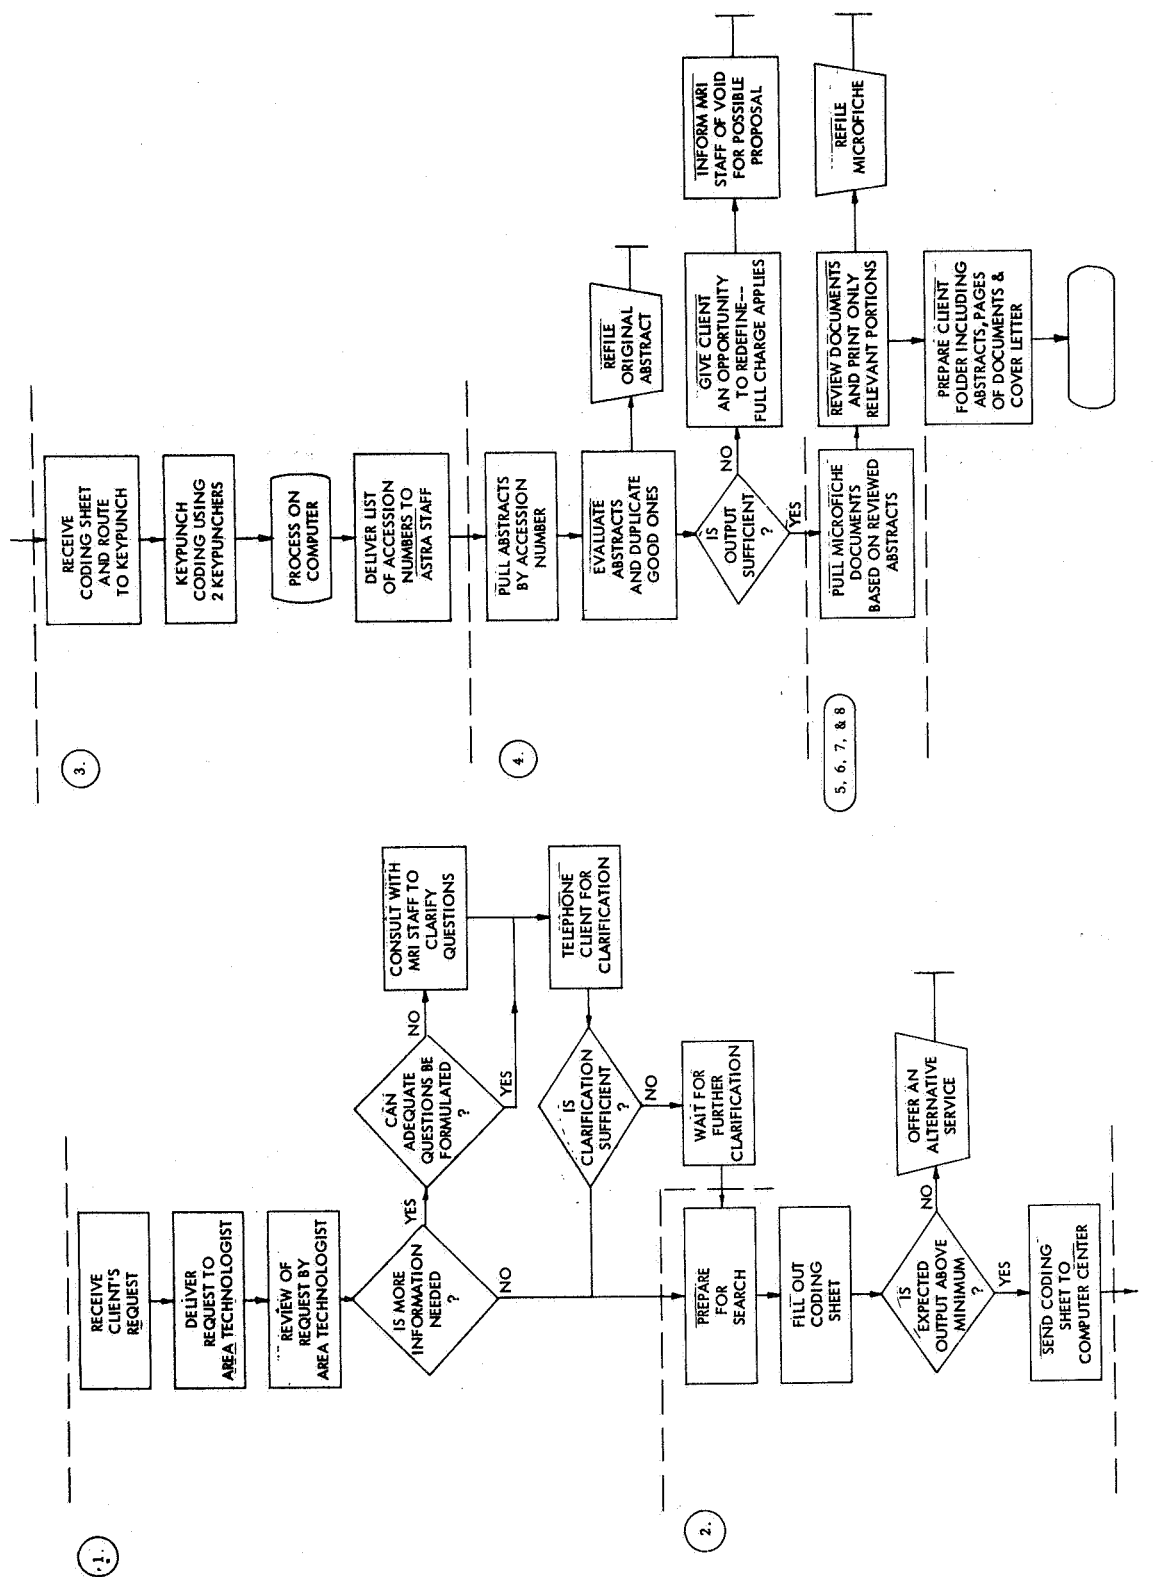 1.
RECEIVE
CLIENT'S
REQUEST
DELIVER
REQUEST TO
AREA TECHNOLOGIST
REVIEW OF
REQUEST BY
AREA TECHNOLOGIST
IS MORE
INFORMATION
NEEDED
?
YES
NO
CAN
ADEQUATE
QUESTIONS BE
FORMULATED
?
NO
YES
CONSULT WITH
MRI STAFF TO
CLARIFY
QUESTIONS
TELEPHONE
CLIENT FOR
CLARIFICATION
IS
CLARIFICATION
SUFFICIENT
?
NO
WAIT FOR
FURTHER
CLARIFICATION
2.
PREPARE
FOR
SEARCH
FILL OUT
CODING
SHEET
IS
EXPECTED
OUTPUT ABOVE
MINIMUM
?
NO
YES
OFFER AN
ALTERNATIVE
SERVICE
SEND CODING
SHEET TO
COMPUTER CENTER
3.
RECEIVE
CODING SHEET
AND ROUTE
TO KEYPUNCH
KEYPUNCH
CODING USING
2 KEYPUNCHERS
PROCESS ON
COMPUTER
DELIVER LIST
OF ACCESSION
NUMBERS TO
ASTRA STAFF
4.
PULL ABSTRACTS
BY ACCESSION
NUMBER
EVALUATE
ABSTRACTS
AND DUPLICATE
GOOD ONES
REFILE
ORIGINAL
ABSTRACT
IS
OUTPUT
SUFFICIENT
?
NO
YES
GIVE CLIENT
AN OPPORTUNITY
TO REDEFINE--
FULL CHARGE APPLIES
INFORM MRI
STAFF OF VOID
FOR POSSIBLE
PROPOSAL
5, 6, 7, & 8
PULL MICROFICHE
DOCUMENTS
BASED ON REVIEWED
ABSTRACTS
REVIEW DOCUMENTS
AND PRINT ONLY
RELEVANT PORTIONS
REFILE
MICROFICHE
PREPARE CLIENT
FOLDER INCLUDING
ABSTRACTS, PAGES
OF DOCUMENTS &
COVER LETTER